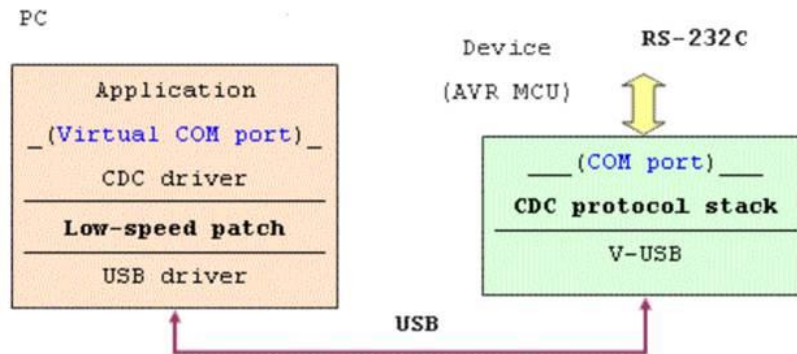 PC
Application
_(Virtual COM port)_
CDC driver
Low-speed patch
USB driver
Device
(AVR MCU)
RS-232C
___(COM port)___
CDC protocol stack
V-USB
USB